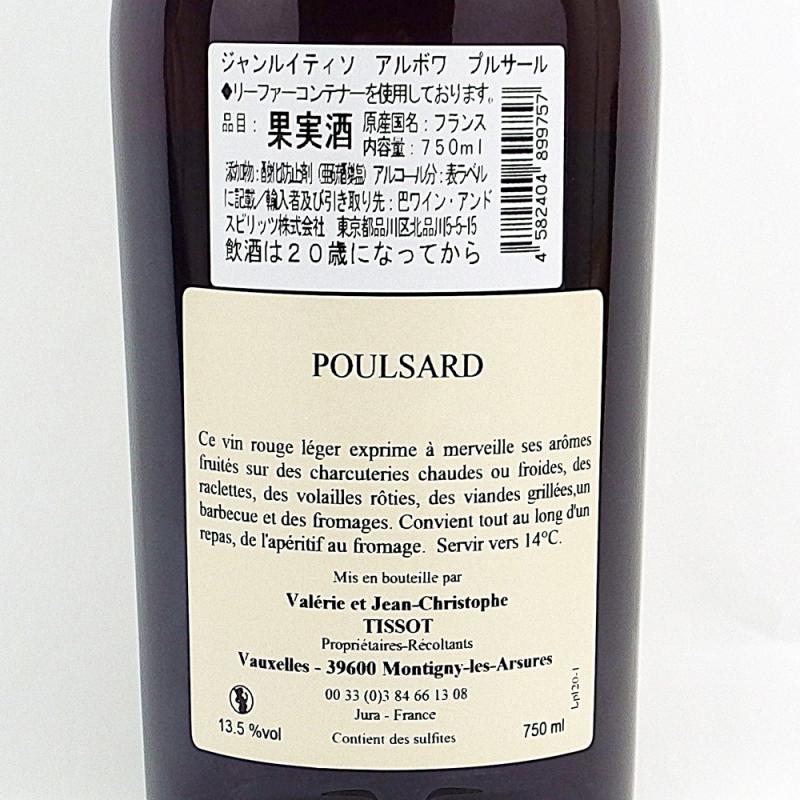 ジャンルイティソ アルボワ プルサール
◆リーファーコンテナーを使用しております。
品目：果実酒 原産国名：フランス
内容量：750ml
添加物：酸化防止剤（亜硫酸塩）アルコール分：表ラベル
に記載／輸入者及び引き取り先：巴ワイン・アンド
スピリッツ株式会社 東京都品川区北品川5-5-15
飲酒は２０歳になってから
4 582404 899757
POULSARD
Ce vin rouge léger exprime à merveille ses arômes
fruités sur des charcuteries chaudes ou froides, des
raclettes, des volailles rôties, des viandes grillées,un
barbecue et des fromages. Convient tout au long d'un
repas, de l'apéritif au fromage. Servir vers 14°C.
Mis en bouteille par
Valérie et Jean-Christophe
TISSOT
Propriétaires-Récoltants
Vauxelles - 39600 Montigny-les-Arsures
00 33 (0)3 84 66 13 08
Jura - France
13.5 %vol
Contient des sulfites
750 ml
Lpl20-1